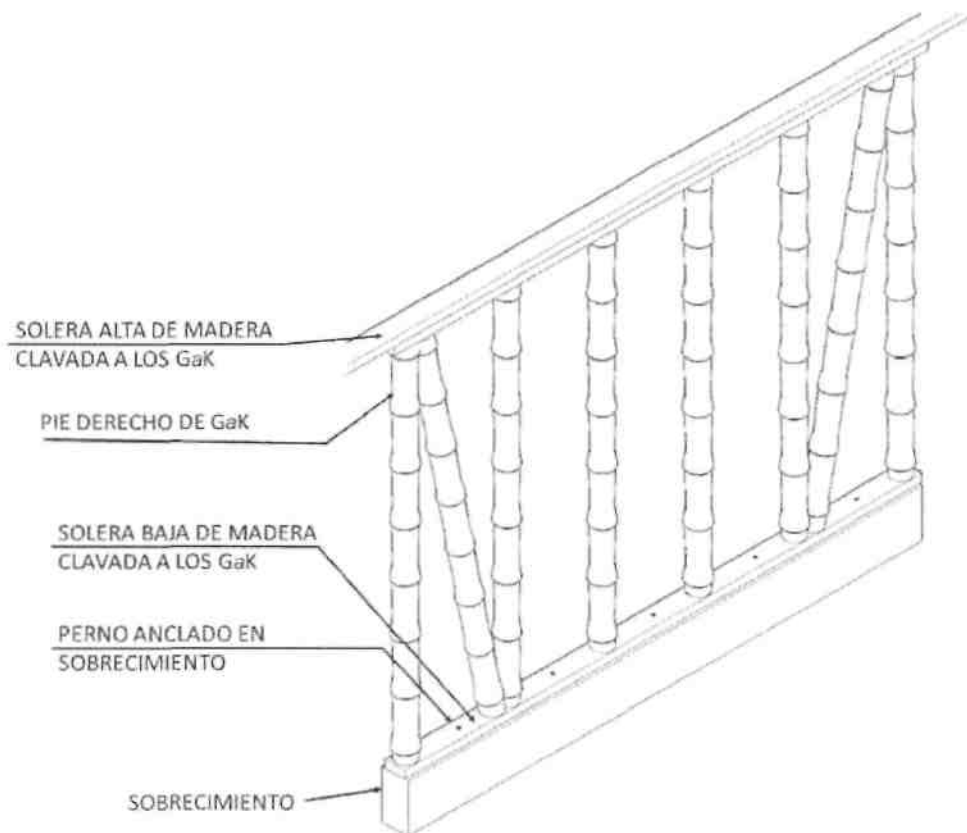 SOLERA ALTA DE MADERA
CLAVADA A LOS GaK
PIE DERECHO DE GaK
SOLERA BAJA DE MADERA
CLAVADA A LOS GaK
PERNO ANCLADO EN
SOBRECIMIENTO
SOBRECIMIENTO